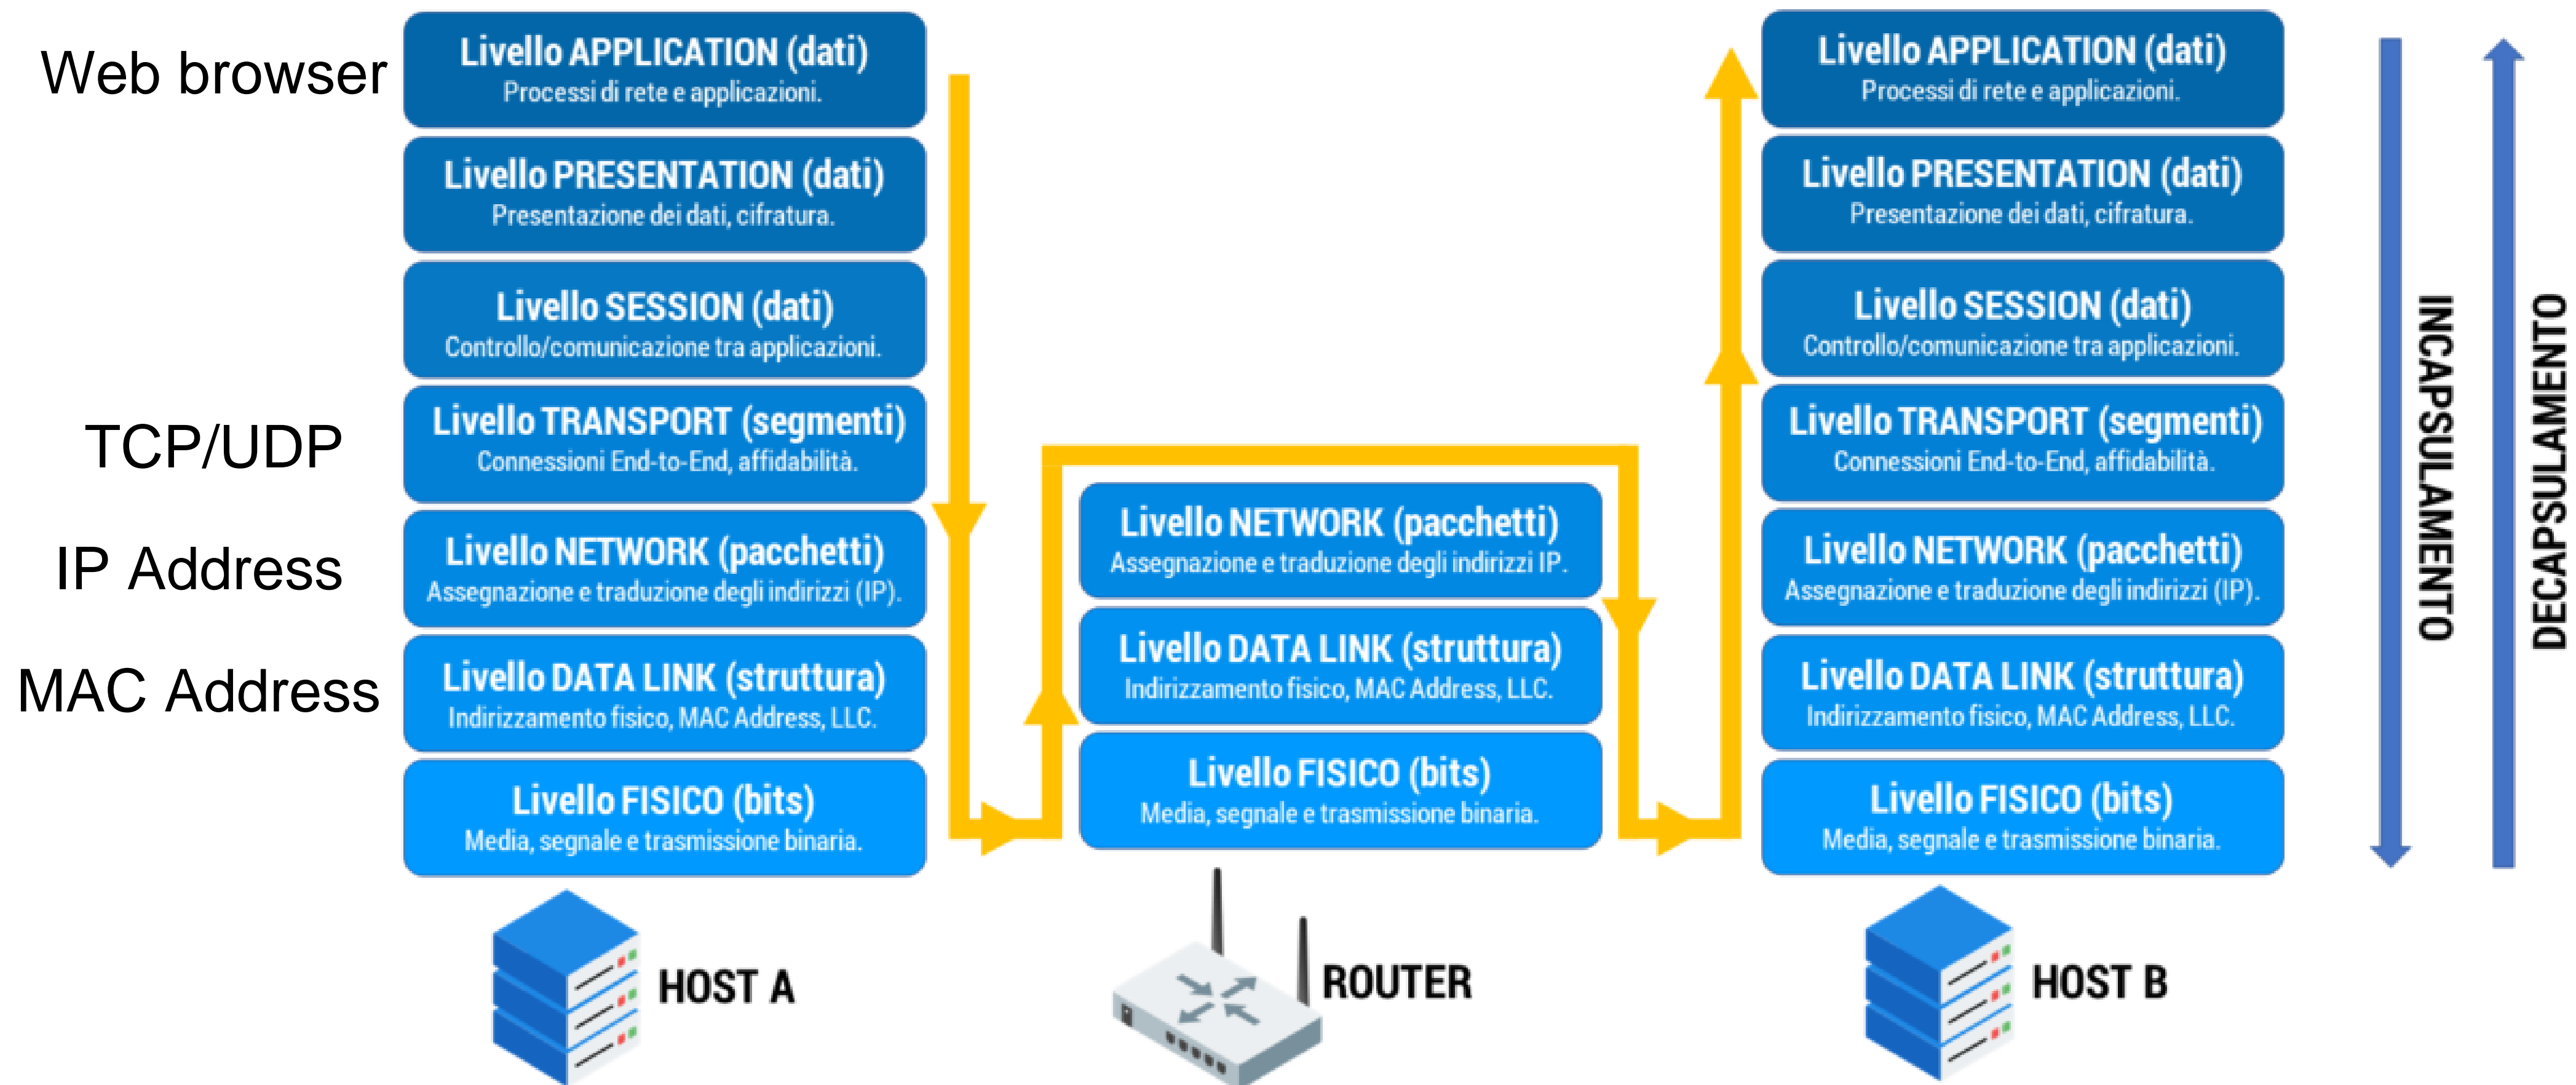 Web browser
TCP/UDP
IP Address
MAC Address
Livello APPLICATION (dati)
Processi di rete e applicazioni.
Livello PRESENTATION (dati)
Presentazione dei dati, cifratura.
Livello SESSION (dati)
Controllo/comunicazione tra applicazioni.
Livello TRANSPORT (segmenti)
Connessioni End-to-End, affidabilità.
Livello NETWORK (pacchetti)
Assegnazione e traduzione degli indirizzi (IP).
Livello DATA LINK (struttura)
Indirizzamento fisico, MAC Address, LLC.
Livello FISICO (bits)
Media, segnale e trasmissione binaria.
HOST A
Livello NETWORK (pacchetti)
Assegnazione e traduzione degli indirizzi IP.
Livello DATA LINK (struttura)
Indirizzamento fisico, MAC Address, LLC.
Livello FISICO (bits)
Media, segnale e trasmissione binaria.
ROUTER
Livello APPLICATION (dati)
Processi di rete e applicazioni.
Livello PRESENTATION (dati)
Presentazione dei dati, cifratura.
Livello SESSION (dati)
Controllo/comunicazione tra applicazioni.
Livello TRANSPORT (segmenti)
Connessioni End-to-End, affidabilità.
Livello NETWORK (pacchetti)
Assegnazione e traduzione degli indirizzi (IP).
Livello DATA LINK (struttura)
Indirizzamento fisico, MAC Address, LLC.
Livello FISICO (bits)
Media, segnale e trasmissione binaria.
HOST B
INCAPSULAMENTO
DECAPSULAMENTO